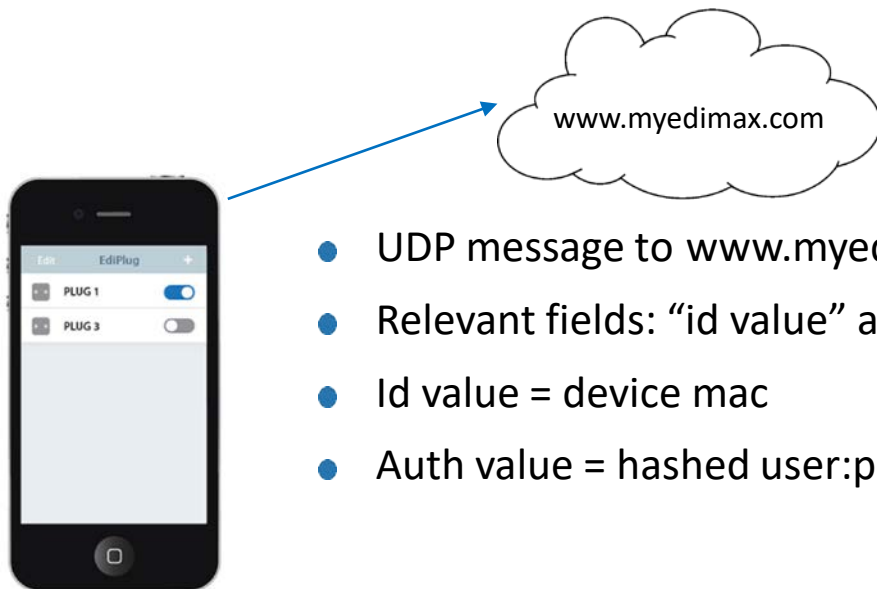 www.myedimax.com
Edit EdiPlug +
PLUG 1
PLUG 3
UDP message to www.myed
Relevant fields: “id value” a
Id value = device mac
Auth value = hashed user:p